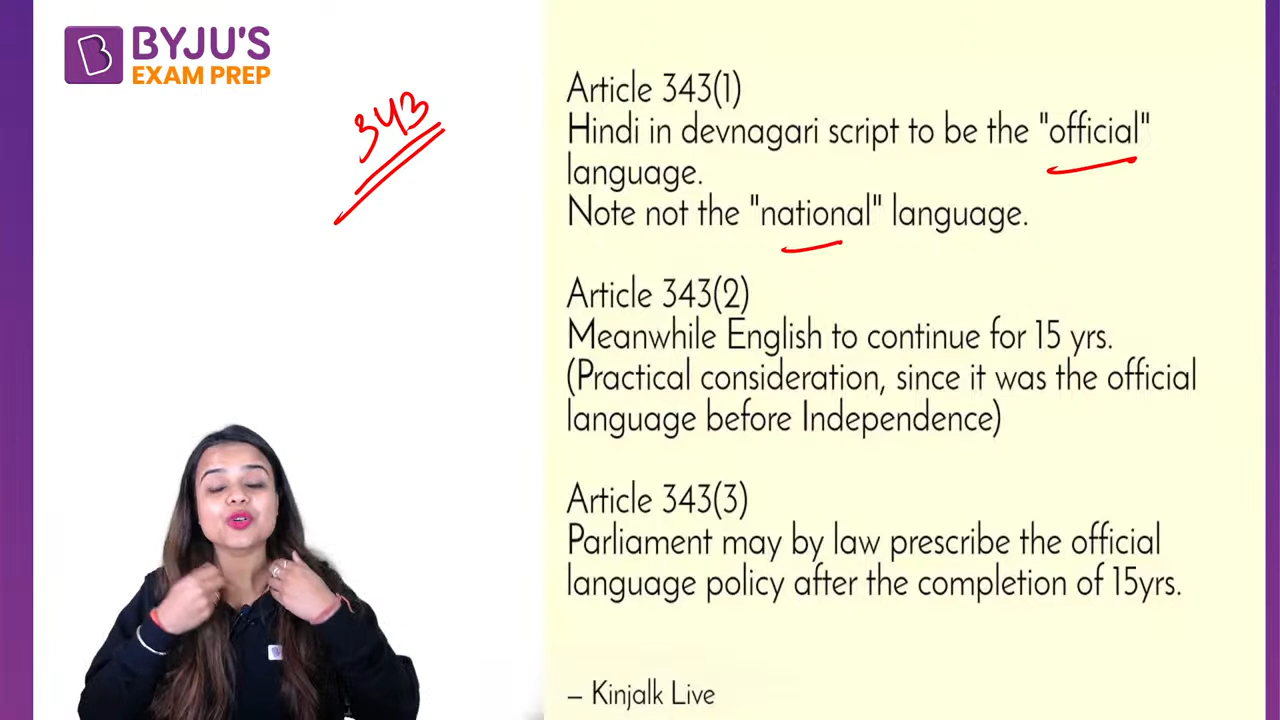 BYJU'S
EXAM PREP
343
Article 343(1)
Hindi in devnagari script to be the "official"
language.
Note not the "national" language.
Article 343(2)
Meanwhile English to continue for 15 yrs.
(Practical consideration, since it was the official
language before Independence)
Article 343(3)
Parliament may by law prescribe the official
language policy after the completion of 15yrs.
– Kinjalk Live